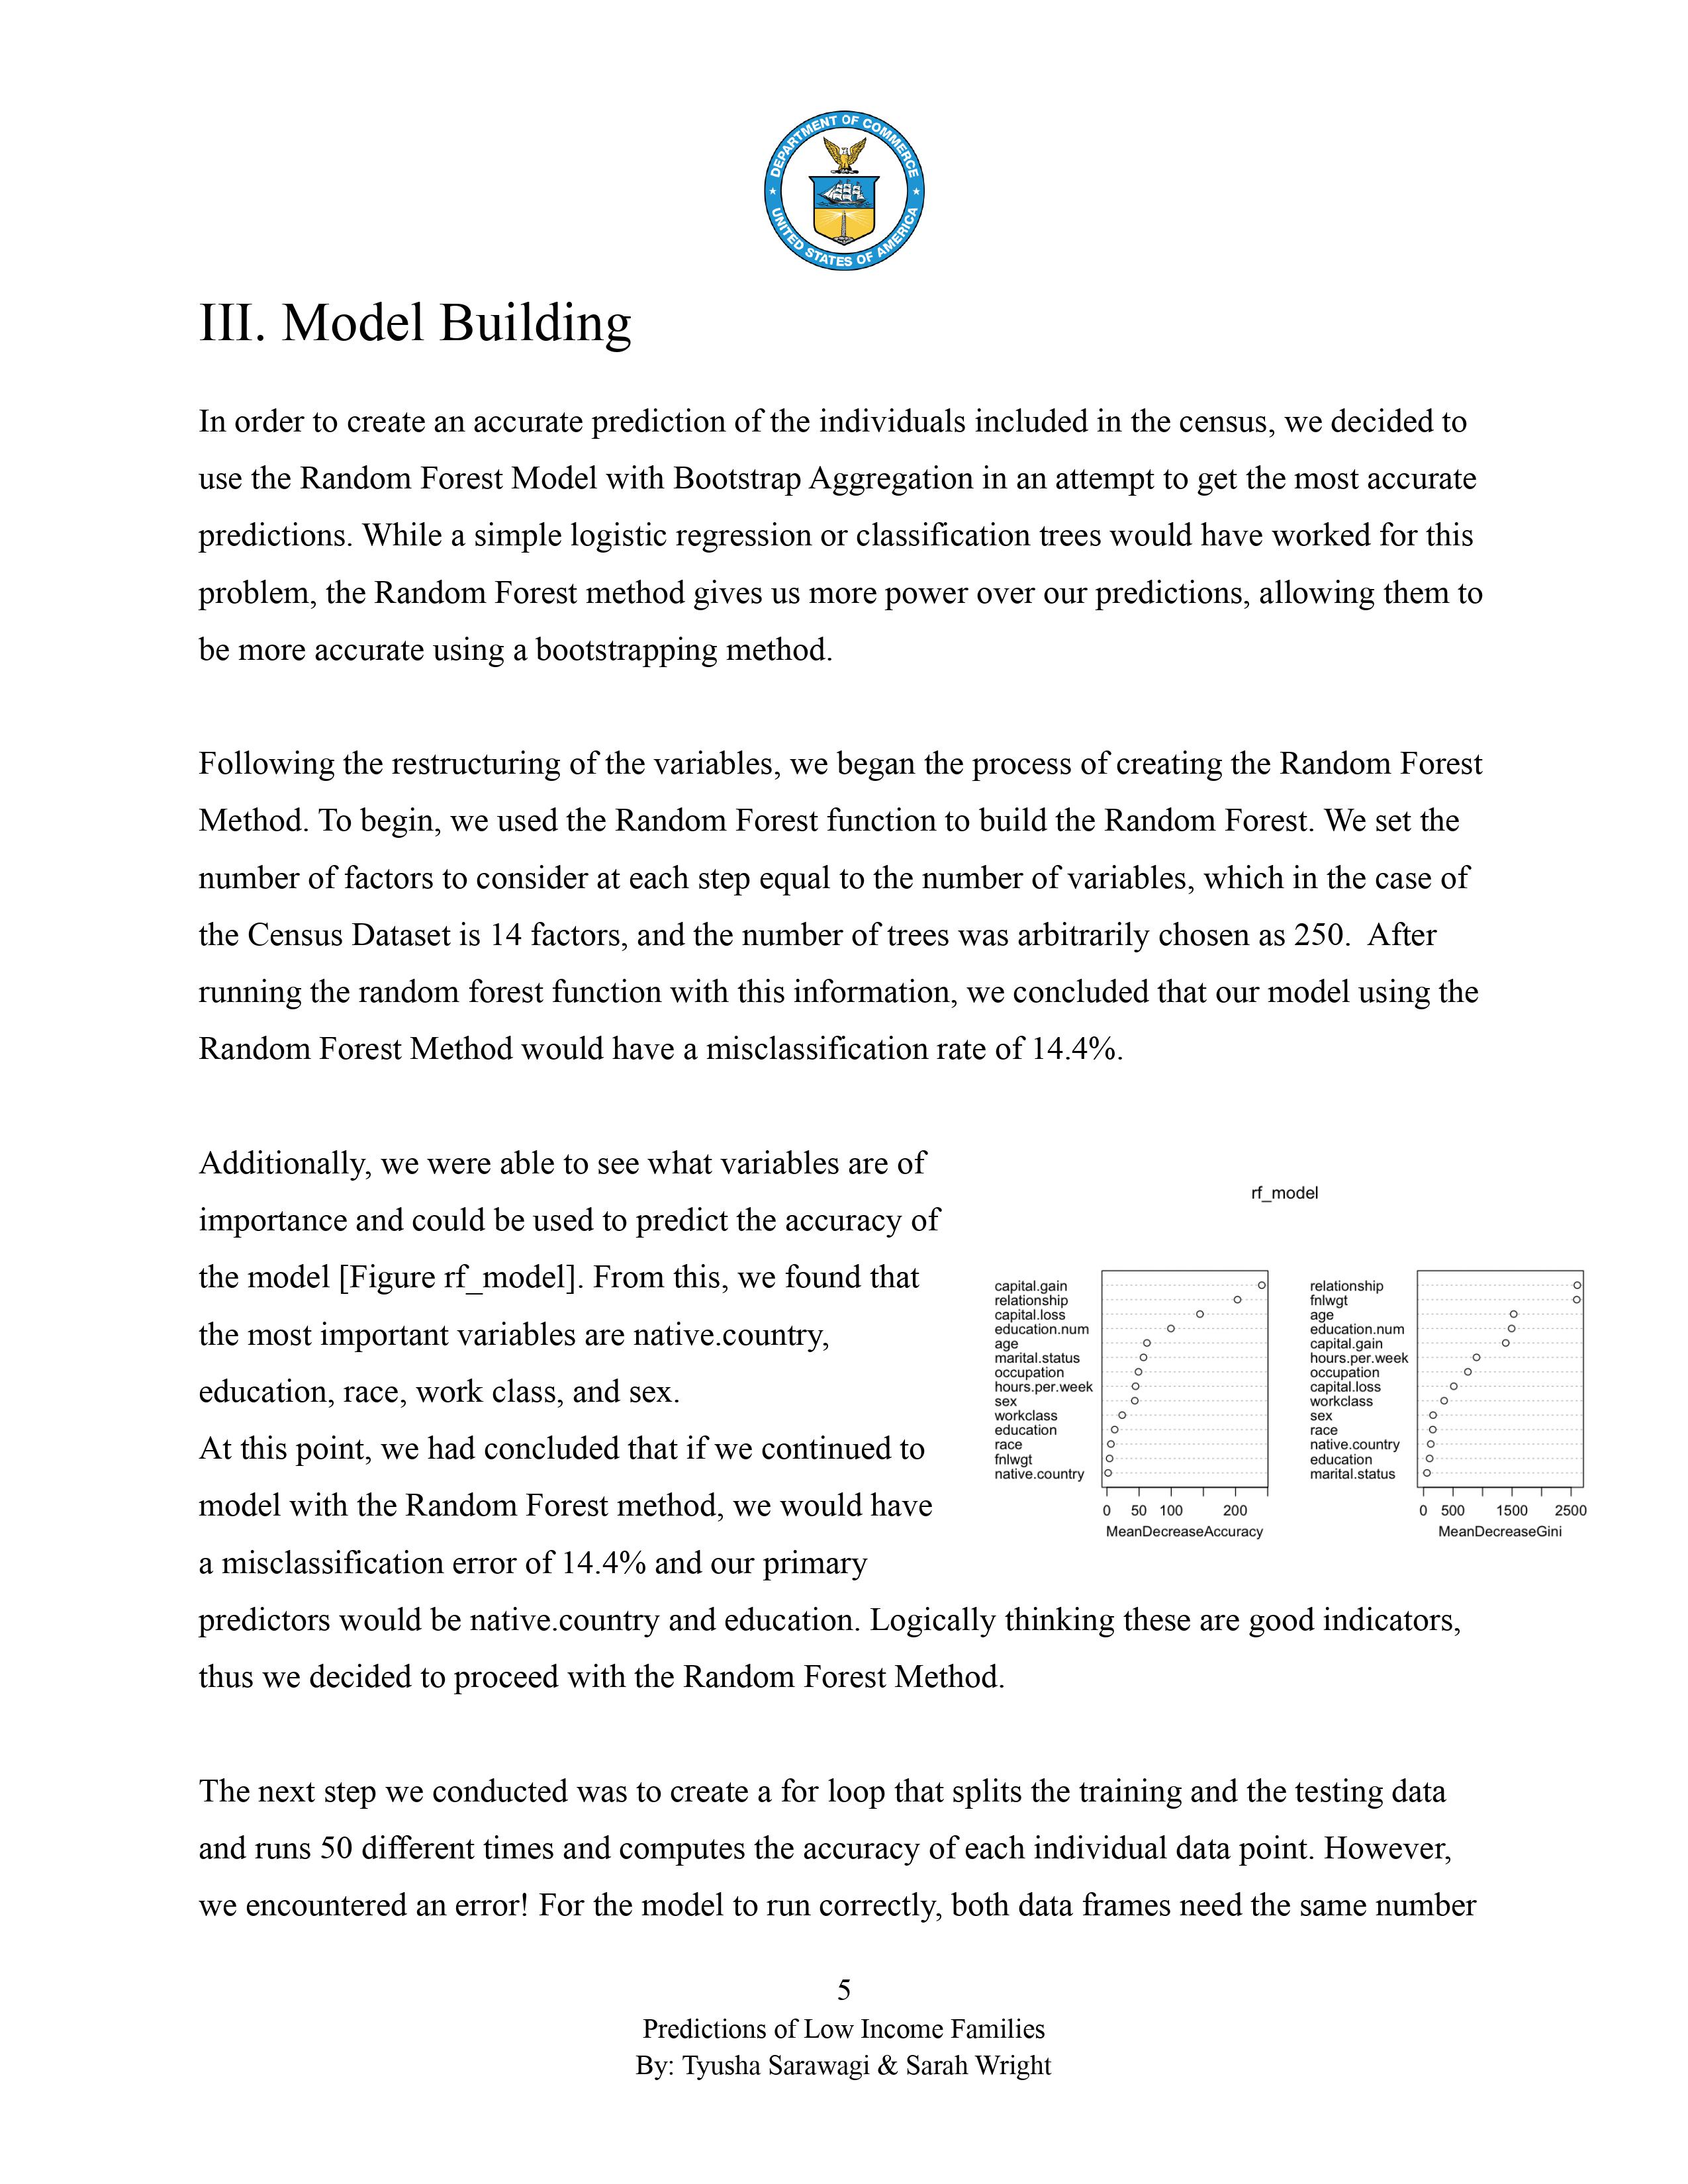 DEPARTMENT OF COMMERCE
UNITED STATES OF AMERICA
III. Model Building
In order to create an accurate prediction of the individuals included in the census, we decided to
use the Random Forest Model with Bootstrap Aggregation in an attempt to get the most accurate
predictions. While a simple logistic regression or classification trees would have worked for this
problem, the Random Forest method gives us more power over our predictions, allowing them to
be more accurate using a bootstrapping method.
Following the restructuring of the variables, we began the process of creating the Random Forest
Method. To begin, we used the Random Forest function to build the Random Forest. We set the
number of factors to consider at each step equal to the number of variables, which in the case of
the Census Dataset is 14 factors, and the number of trees was arbitrarily chosen as 250.  After
running the random forest function with this information, we concluded that our model using the
Random Forest Method would have a misclassification rate of 14.4%.
Additionally, we were able to see what variables are of
importance and could be used to predict the accuracy of
the model [Figure rf_model]. From this, we found that
the most important variables are native.country,
education, race, work class, and sex.
At this point, we had concluded that if we continued to
model with the Random Forest method, we would have
a misclassification error of 14.4% and our primary
predictors would be native.country and education. Logically thinking these are good indicators,
thus we decided to proceed with the Random Forest Method.
rf_model
capital.gain
relationship
capital.loss
education.num
age
marital.status
occupation
hours.per.week
sex
workclass
education
race
fnlwgt
native.country
0 50 100 200
MeanDecreaseAccuracy
relationship
fnlwgt
age
education.num
capital.gain
hours.per.week
occupation
capital.loss
workclass
sex
race
native.country
education
marital.status
0 500 1500 2500
MeanDecreaseGini
The next step we conducted was to create a for loop that splits the training and the testing data
and runs 50 different times and computes the accuracy of each individual data point. However,
we encountered an error! For the model to run correctly, both data frames need the same number
5
Predictions of Low Income Families
By: Tyusha Sarawagi & Sarah Wright